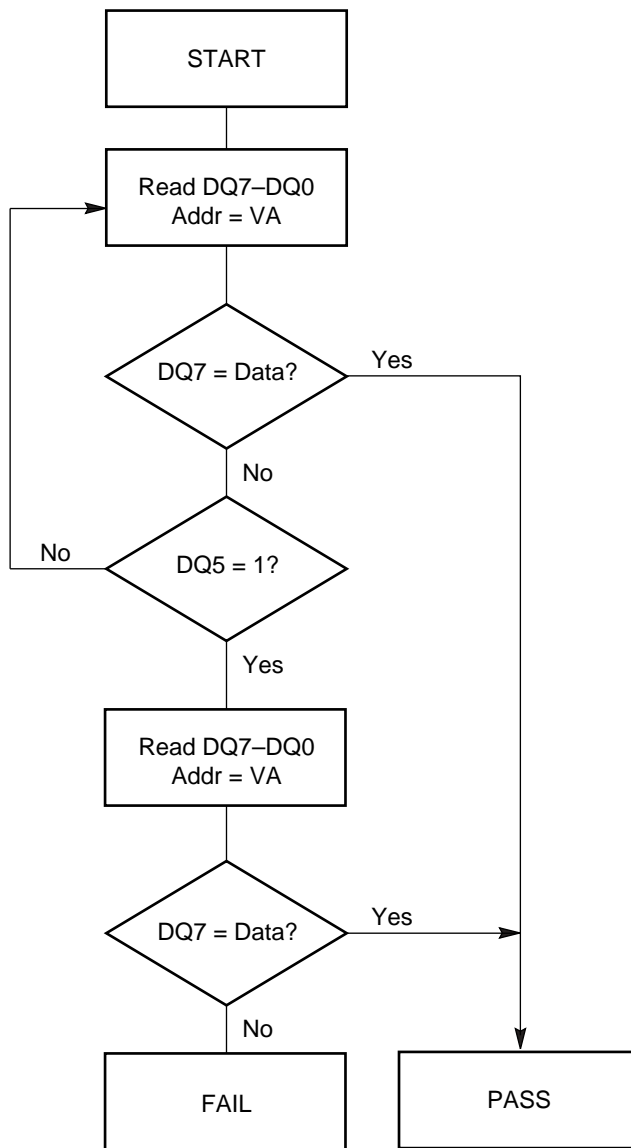 START
Read DQ7–DQ0
Addr = VA
DQ7 = Data?
Yes
No
No
DQ5 = 1?
Yes
Read DQ7–DQ0
Addr = VA
DQ7 = Data?
Yes
No
FAIL
PASS